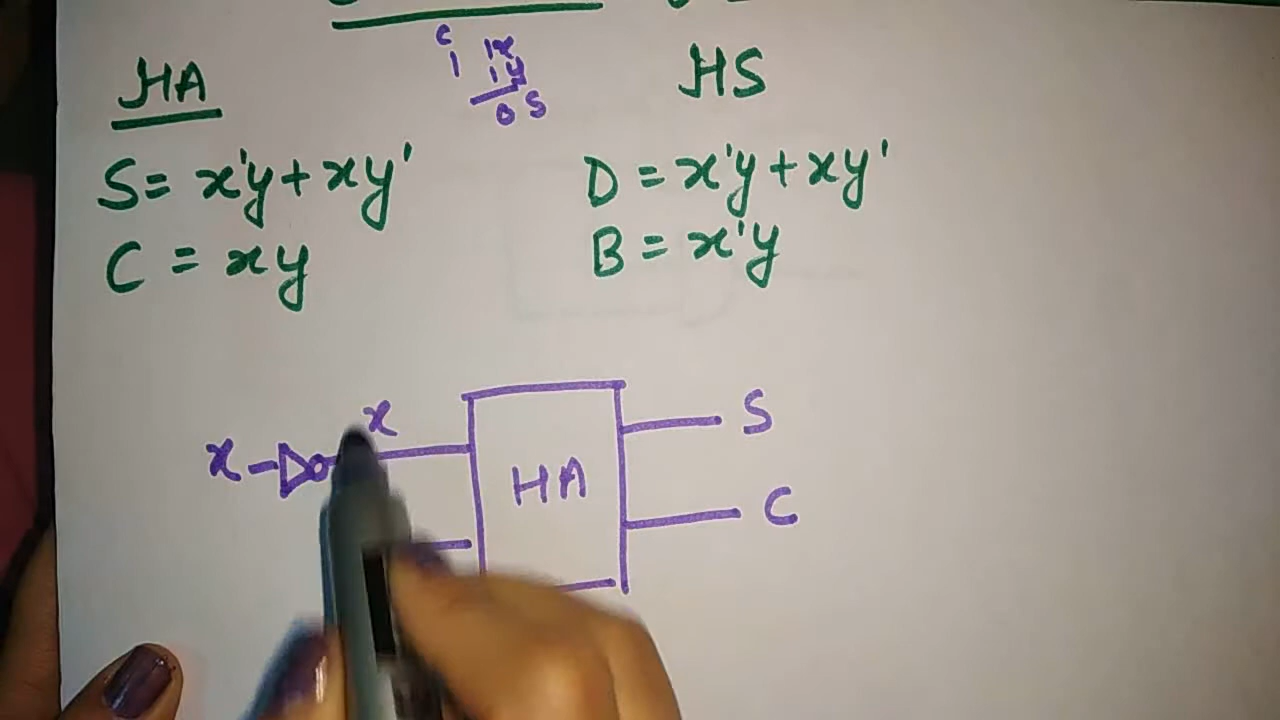 C 1x
1 1y
0 S
HA HS
S = x'y + xy' D = x'y + xy'
C = xy B = x'y
x x HA S
C